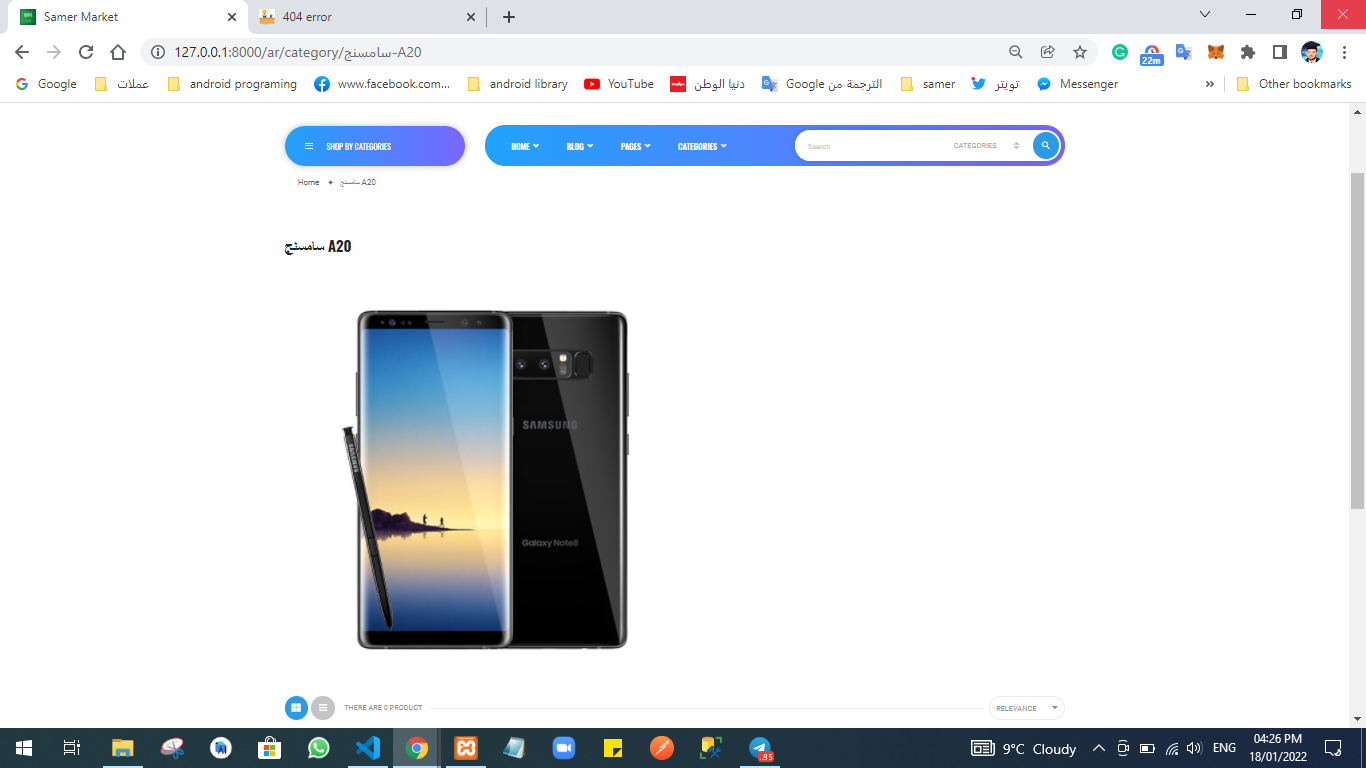 Samer Market
404 error
127.0.0.1:8000/ar/category/سامسنج-A20
22m
Google
عملات
android programing
www.facebook.com...
android library
YouTube
دنيا الوطن
الترجمة من Google
samer
تويتر
Messenger
»
Other bookmarks
SHOP BY CATEGORIES
HOME
BLOG
PAGES
CATEGORIES
Search
CATEGORIES
Home
سامسنج A20
سامسنج A20
SAMSUNG
SAMSUNG
Galaxy Note8
THERE ARE 0 PRODUCT
RELEVANCE
.85
9°C Cloudy
ENG
04:26 PM
18/01/2022